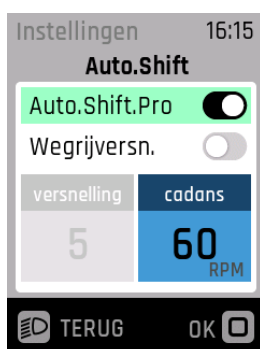 Instellingen 16:15
Auto.Shift
Auto.Shift.Pro
Wegrijversn.
versnelling cadans
5 60
RPM
TERUG OK